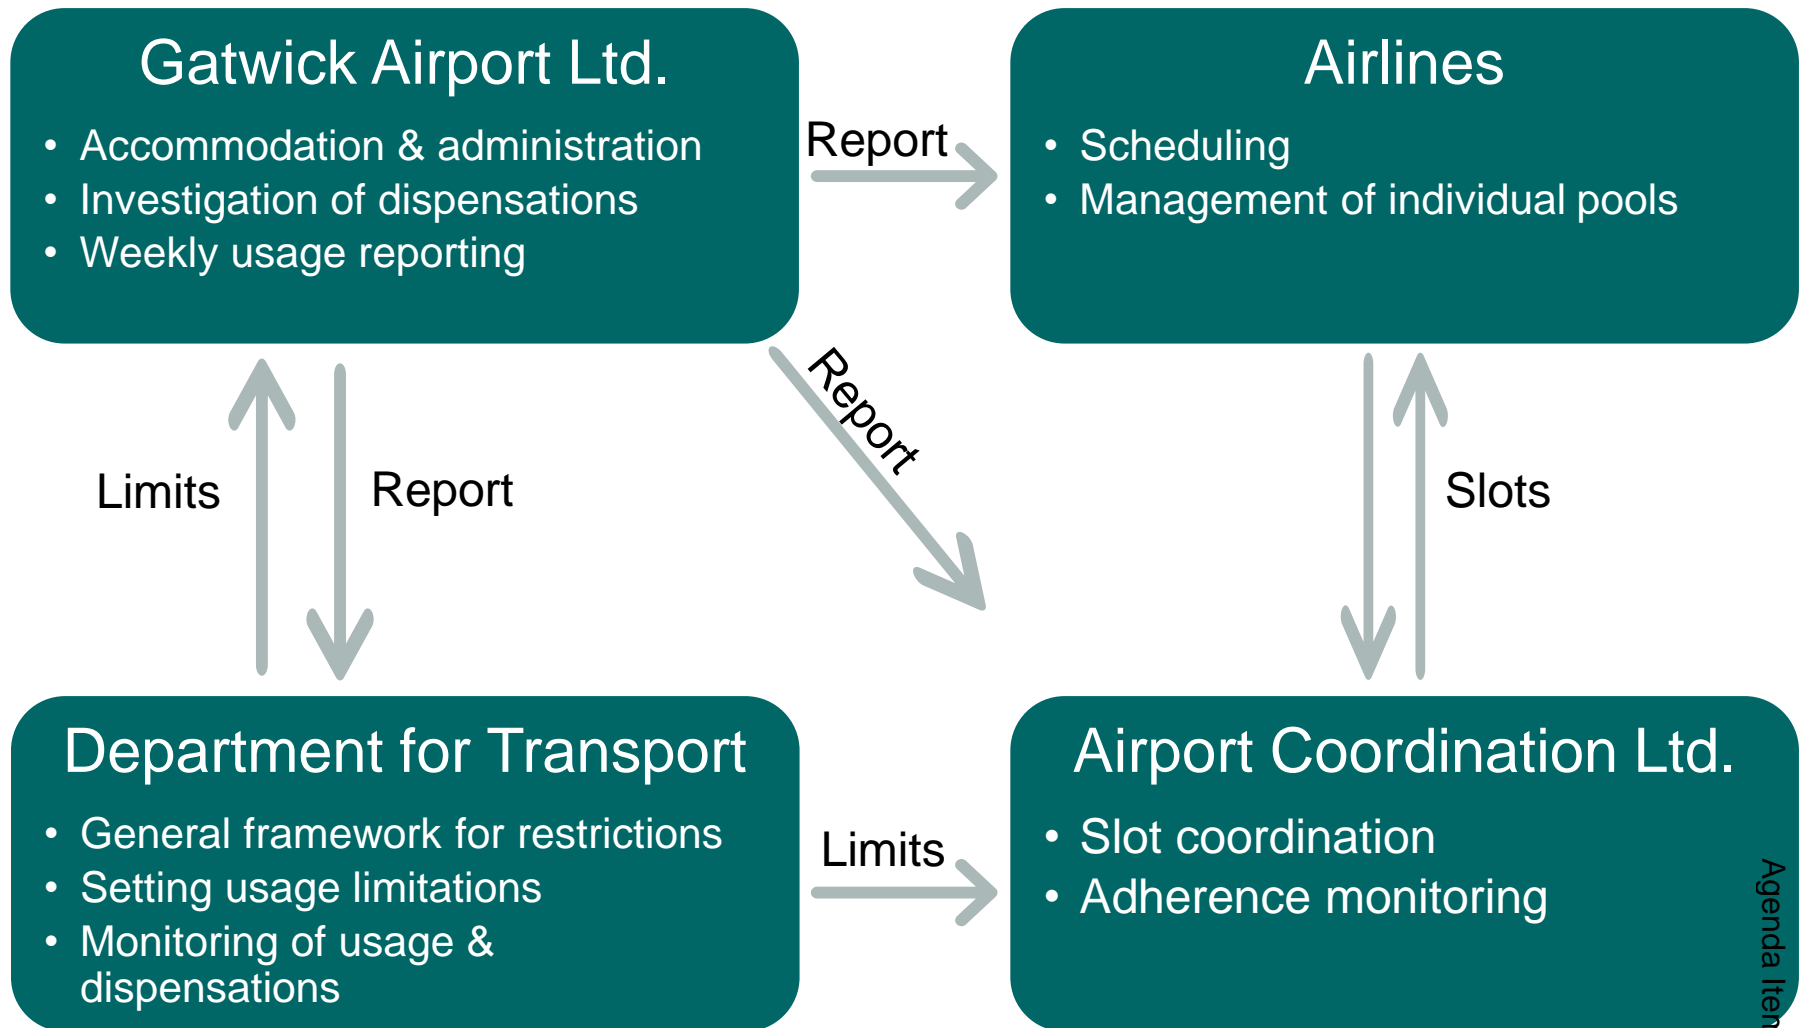 Gatwick Airport Ltd.
• Accommodation & administration
• Investigation of dispensations
• Weekly usage reporting
Report
Airlines
• Scheduling
• Management of individual pools
Limits
Report
Report
Slots
Department for Transport
• General framework for restrictions
• Setting usage limitations
• Monitoring of usage &
dispensations
Limits
Airport Coordination Ltd.
• Slot coordination
• Adherence monitoring
Agenda